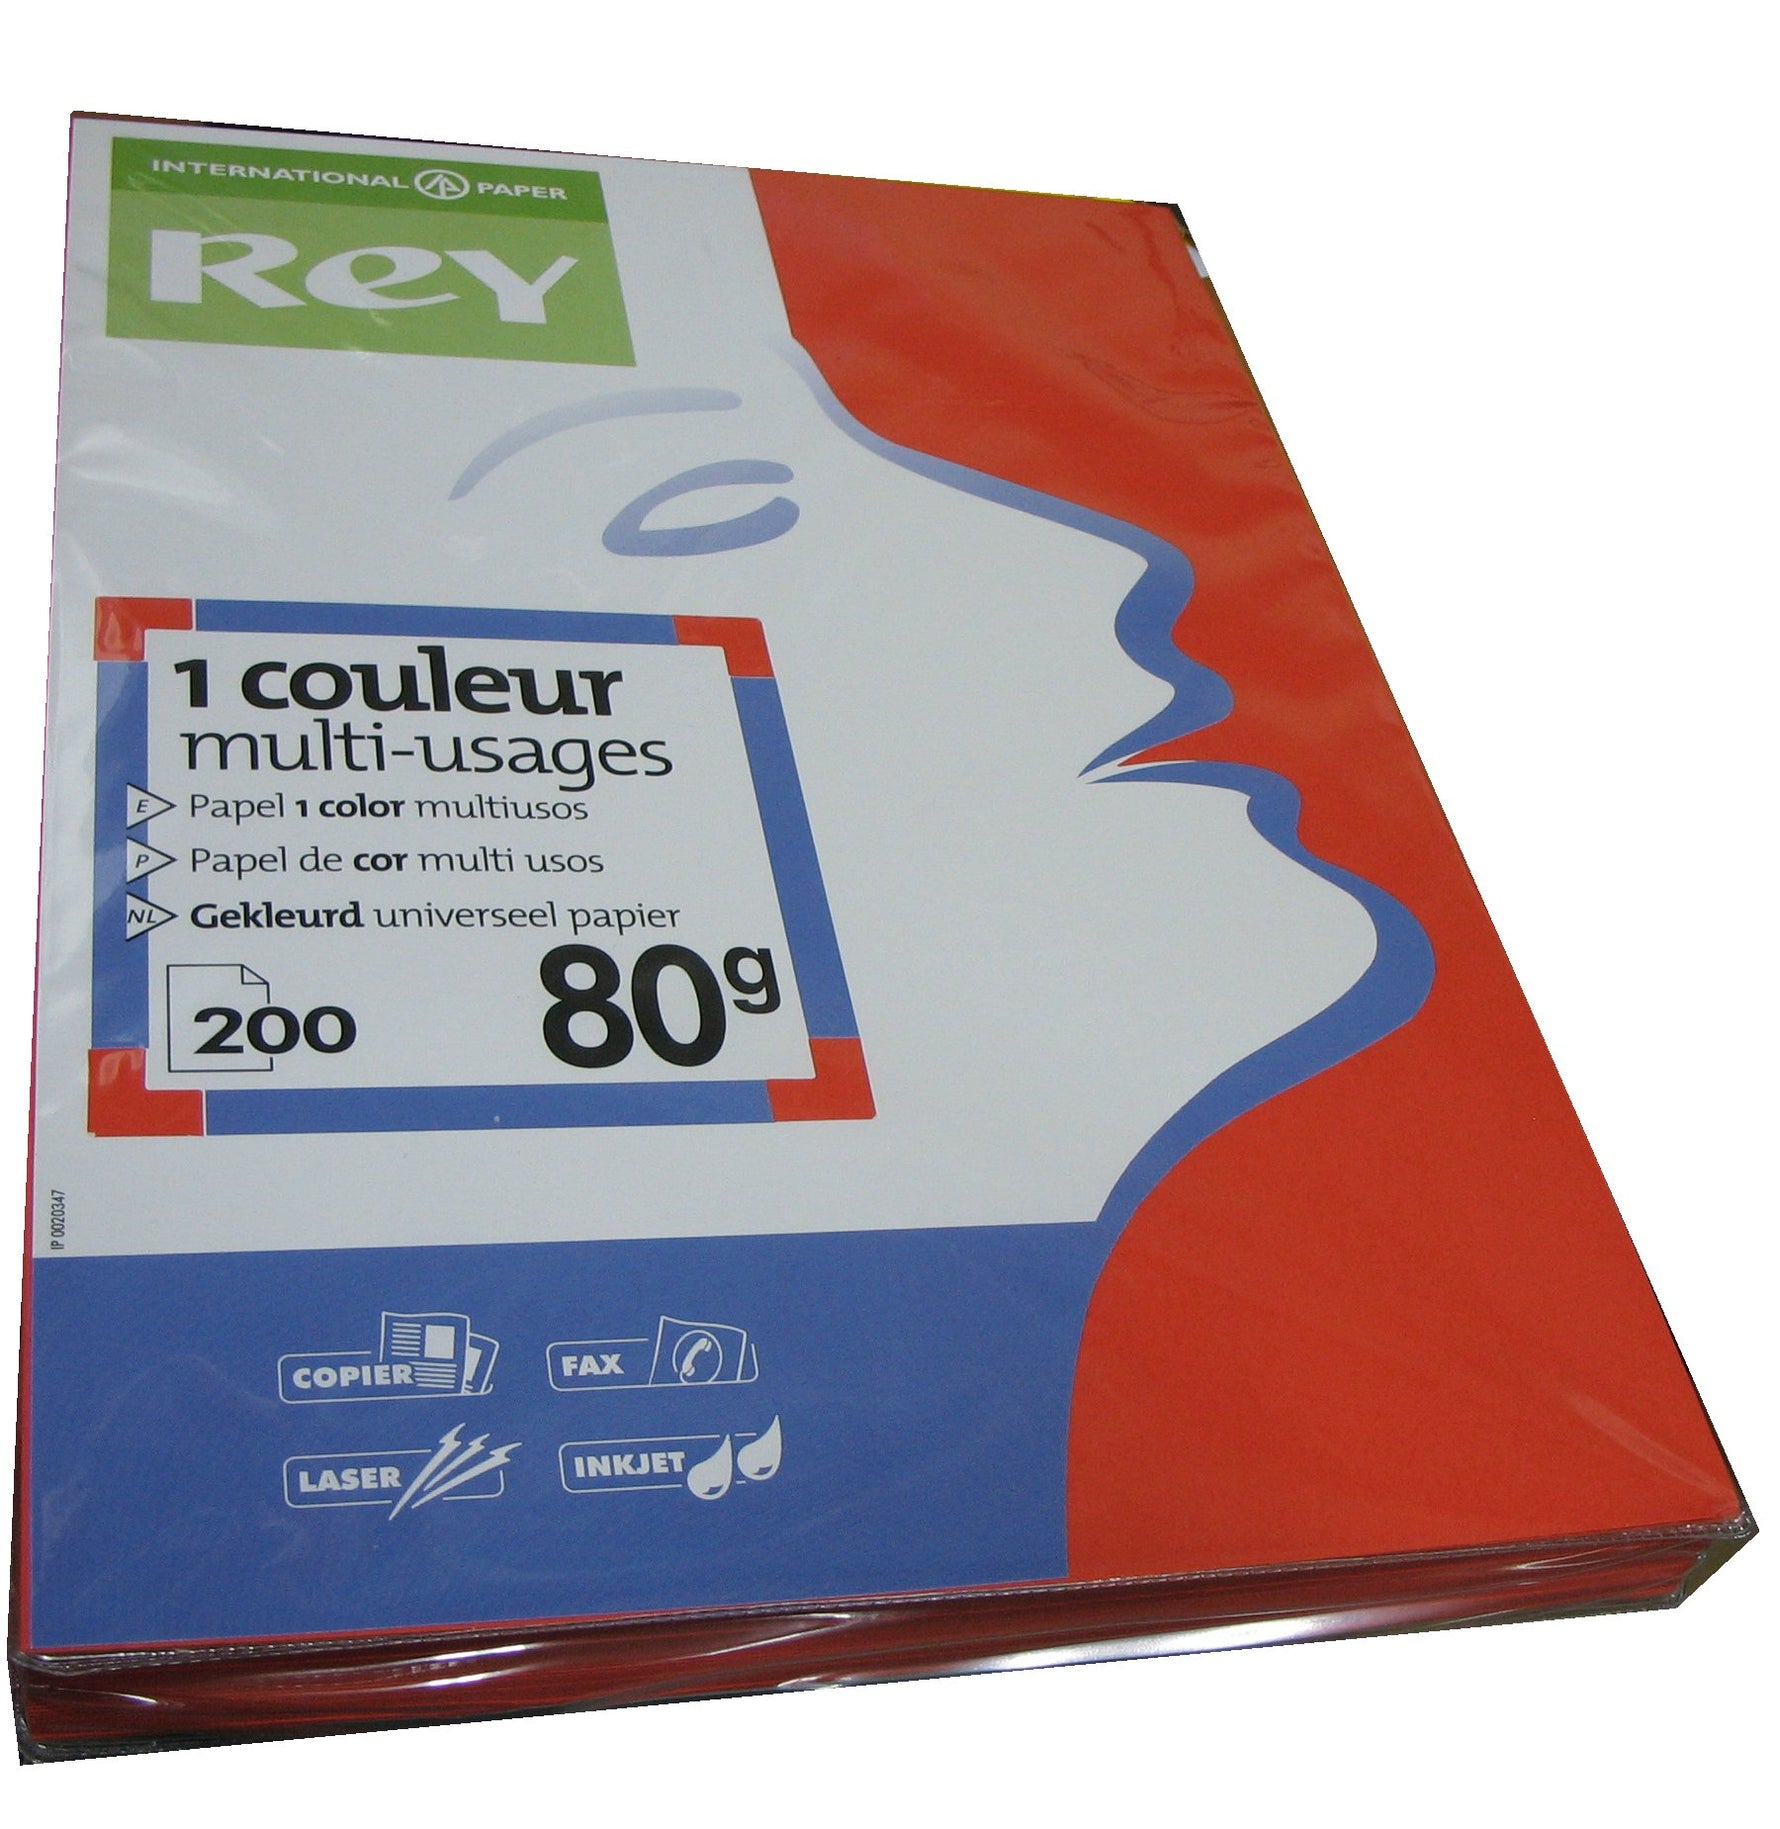 INTERNATIONAL PAPER
Rey
1 couleur
multi-usages
E Papel 1 color multiusos
P Papel de cor multi usos
NL Gekleurd universeel papier
200 80g
IP 0020347
COPIER FAX
LASER INKJET